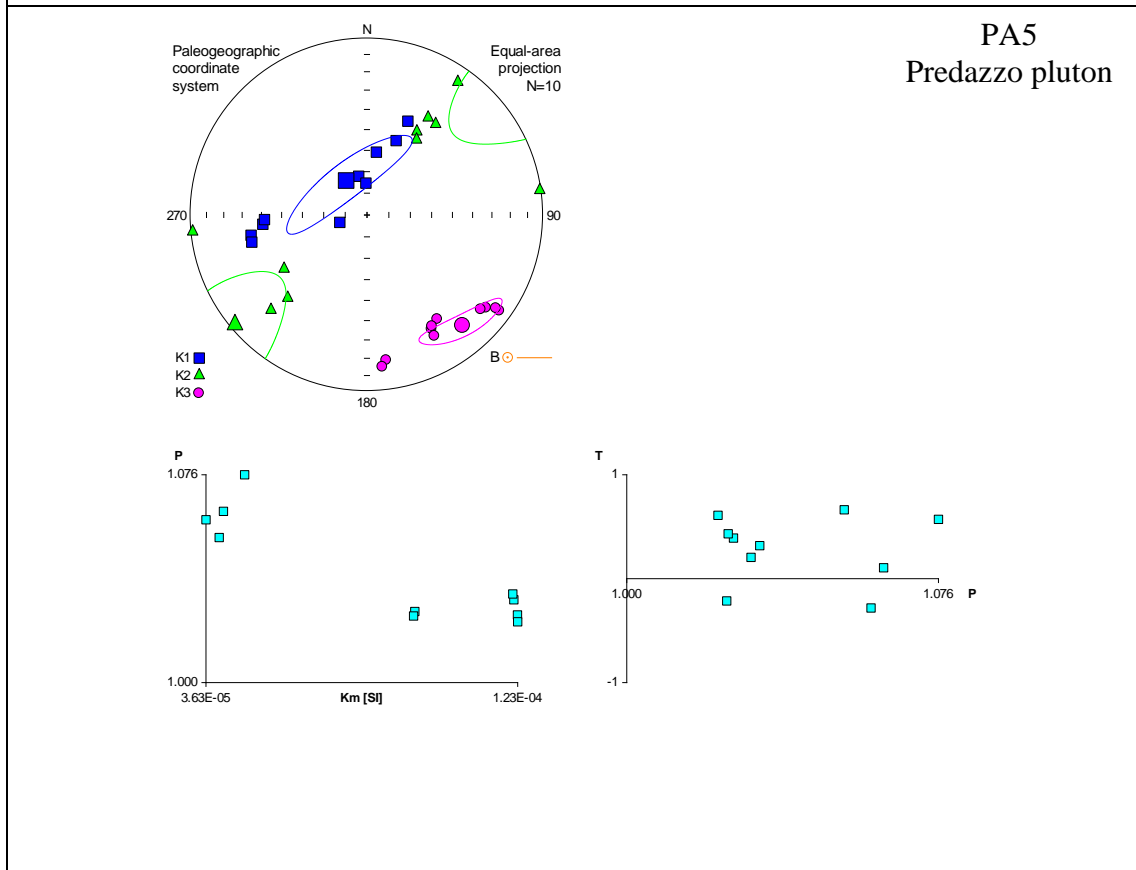 PA5
Predazzo pluton
N
Paleogeographic
coordinate
system
Equal-area
projection
N=10
270
90
K1
K2
K3
B
180
P
1.076
1.000
3.63E-05
Km [SI]
1.23E-04
T
1
1.000
1.076
P
-1